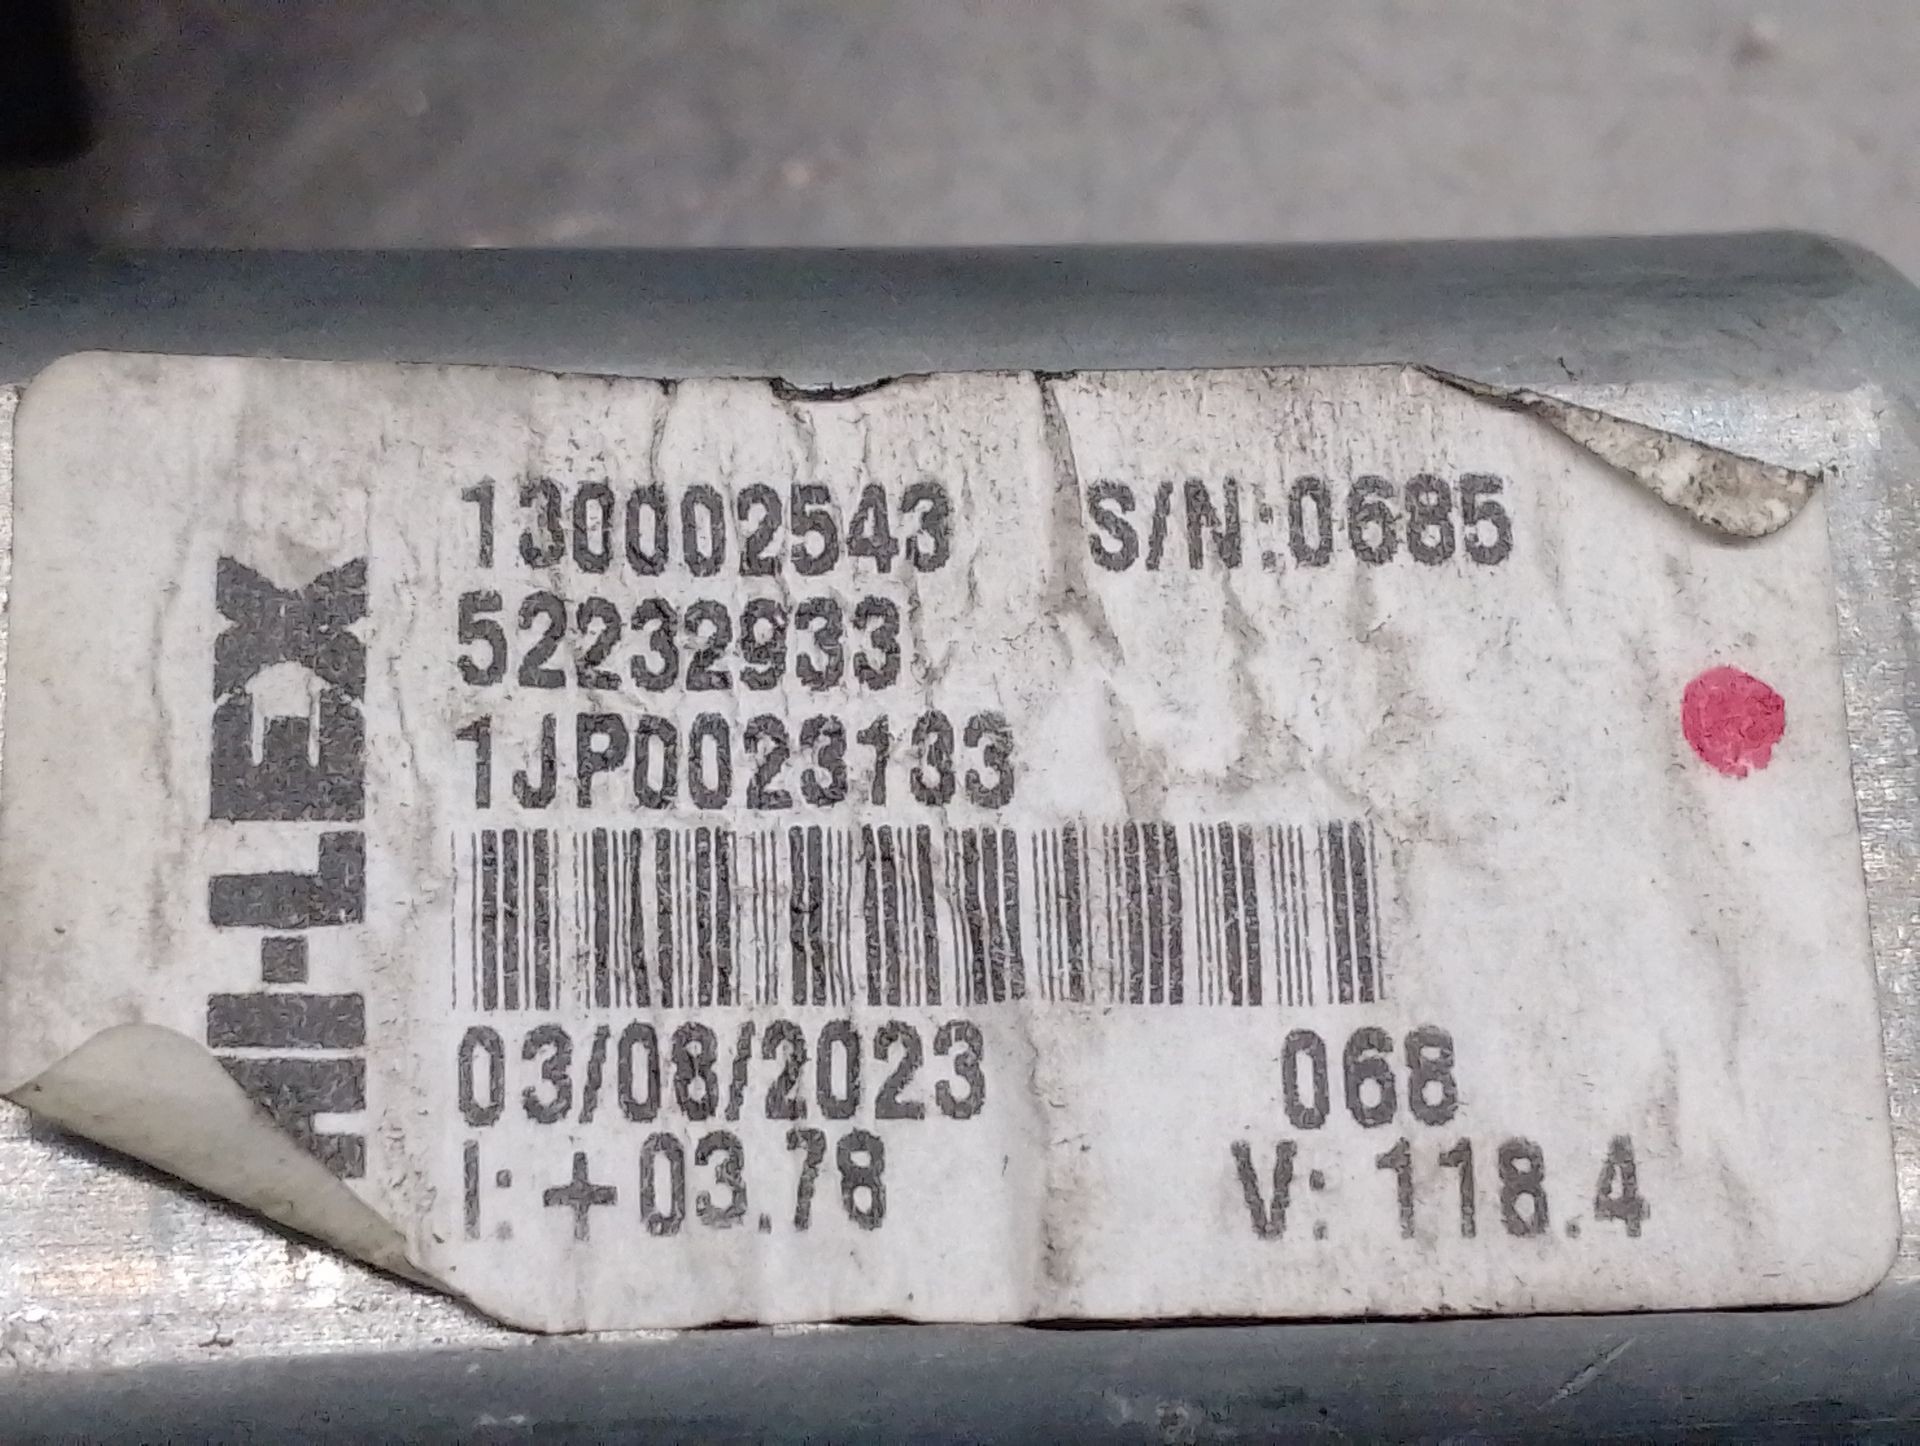 HI-LEX
130002543 S/N:0685
52232933
1JP0023133
03/08/2023 068
I: +03.78 V: 118.4